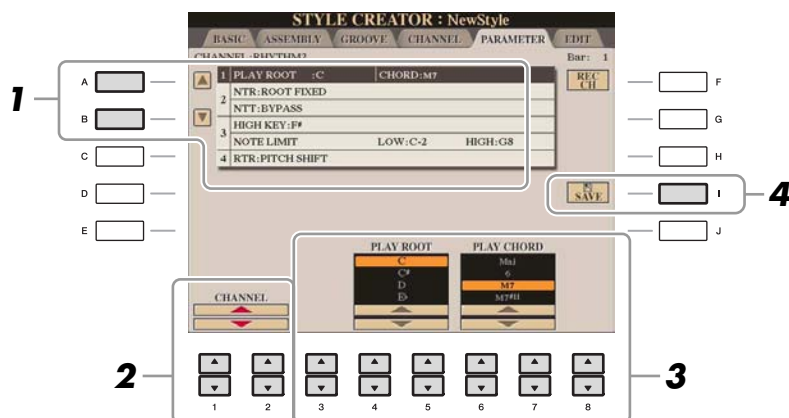 STYLE CREATOR : NewStyle
BASIC ASSEMBLY GROOVE CHANNEL PARAMETER EDIT
CHANNEL :RHYTHM2 Bar: 1
1 PLAY ROOT :C CHORD:M7
2 NTR:ROOT FIXED
NTT:BYPASS
3 HIGH KEY:F#
NOTE LIMIT LOW:C-2 HIGH:G8
4 RTR:PITCH SHIFT
REC
CH
SAVE
A
B
C
D
E
F
G
H
I
J
1
4
PLAY ROOT PLAY CHORD
C
C#
D
E♭
Maj
6
M7
M7#11
CHANNEL
2
3
1 2 3 4 5 6 7 8